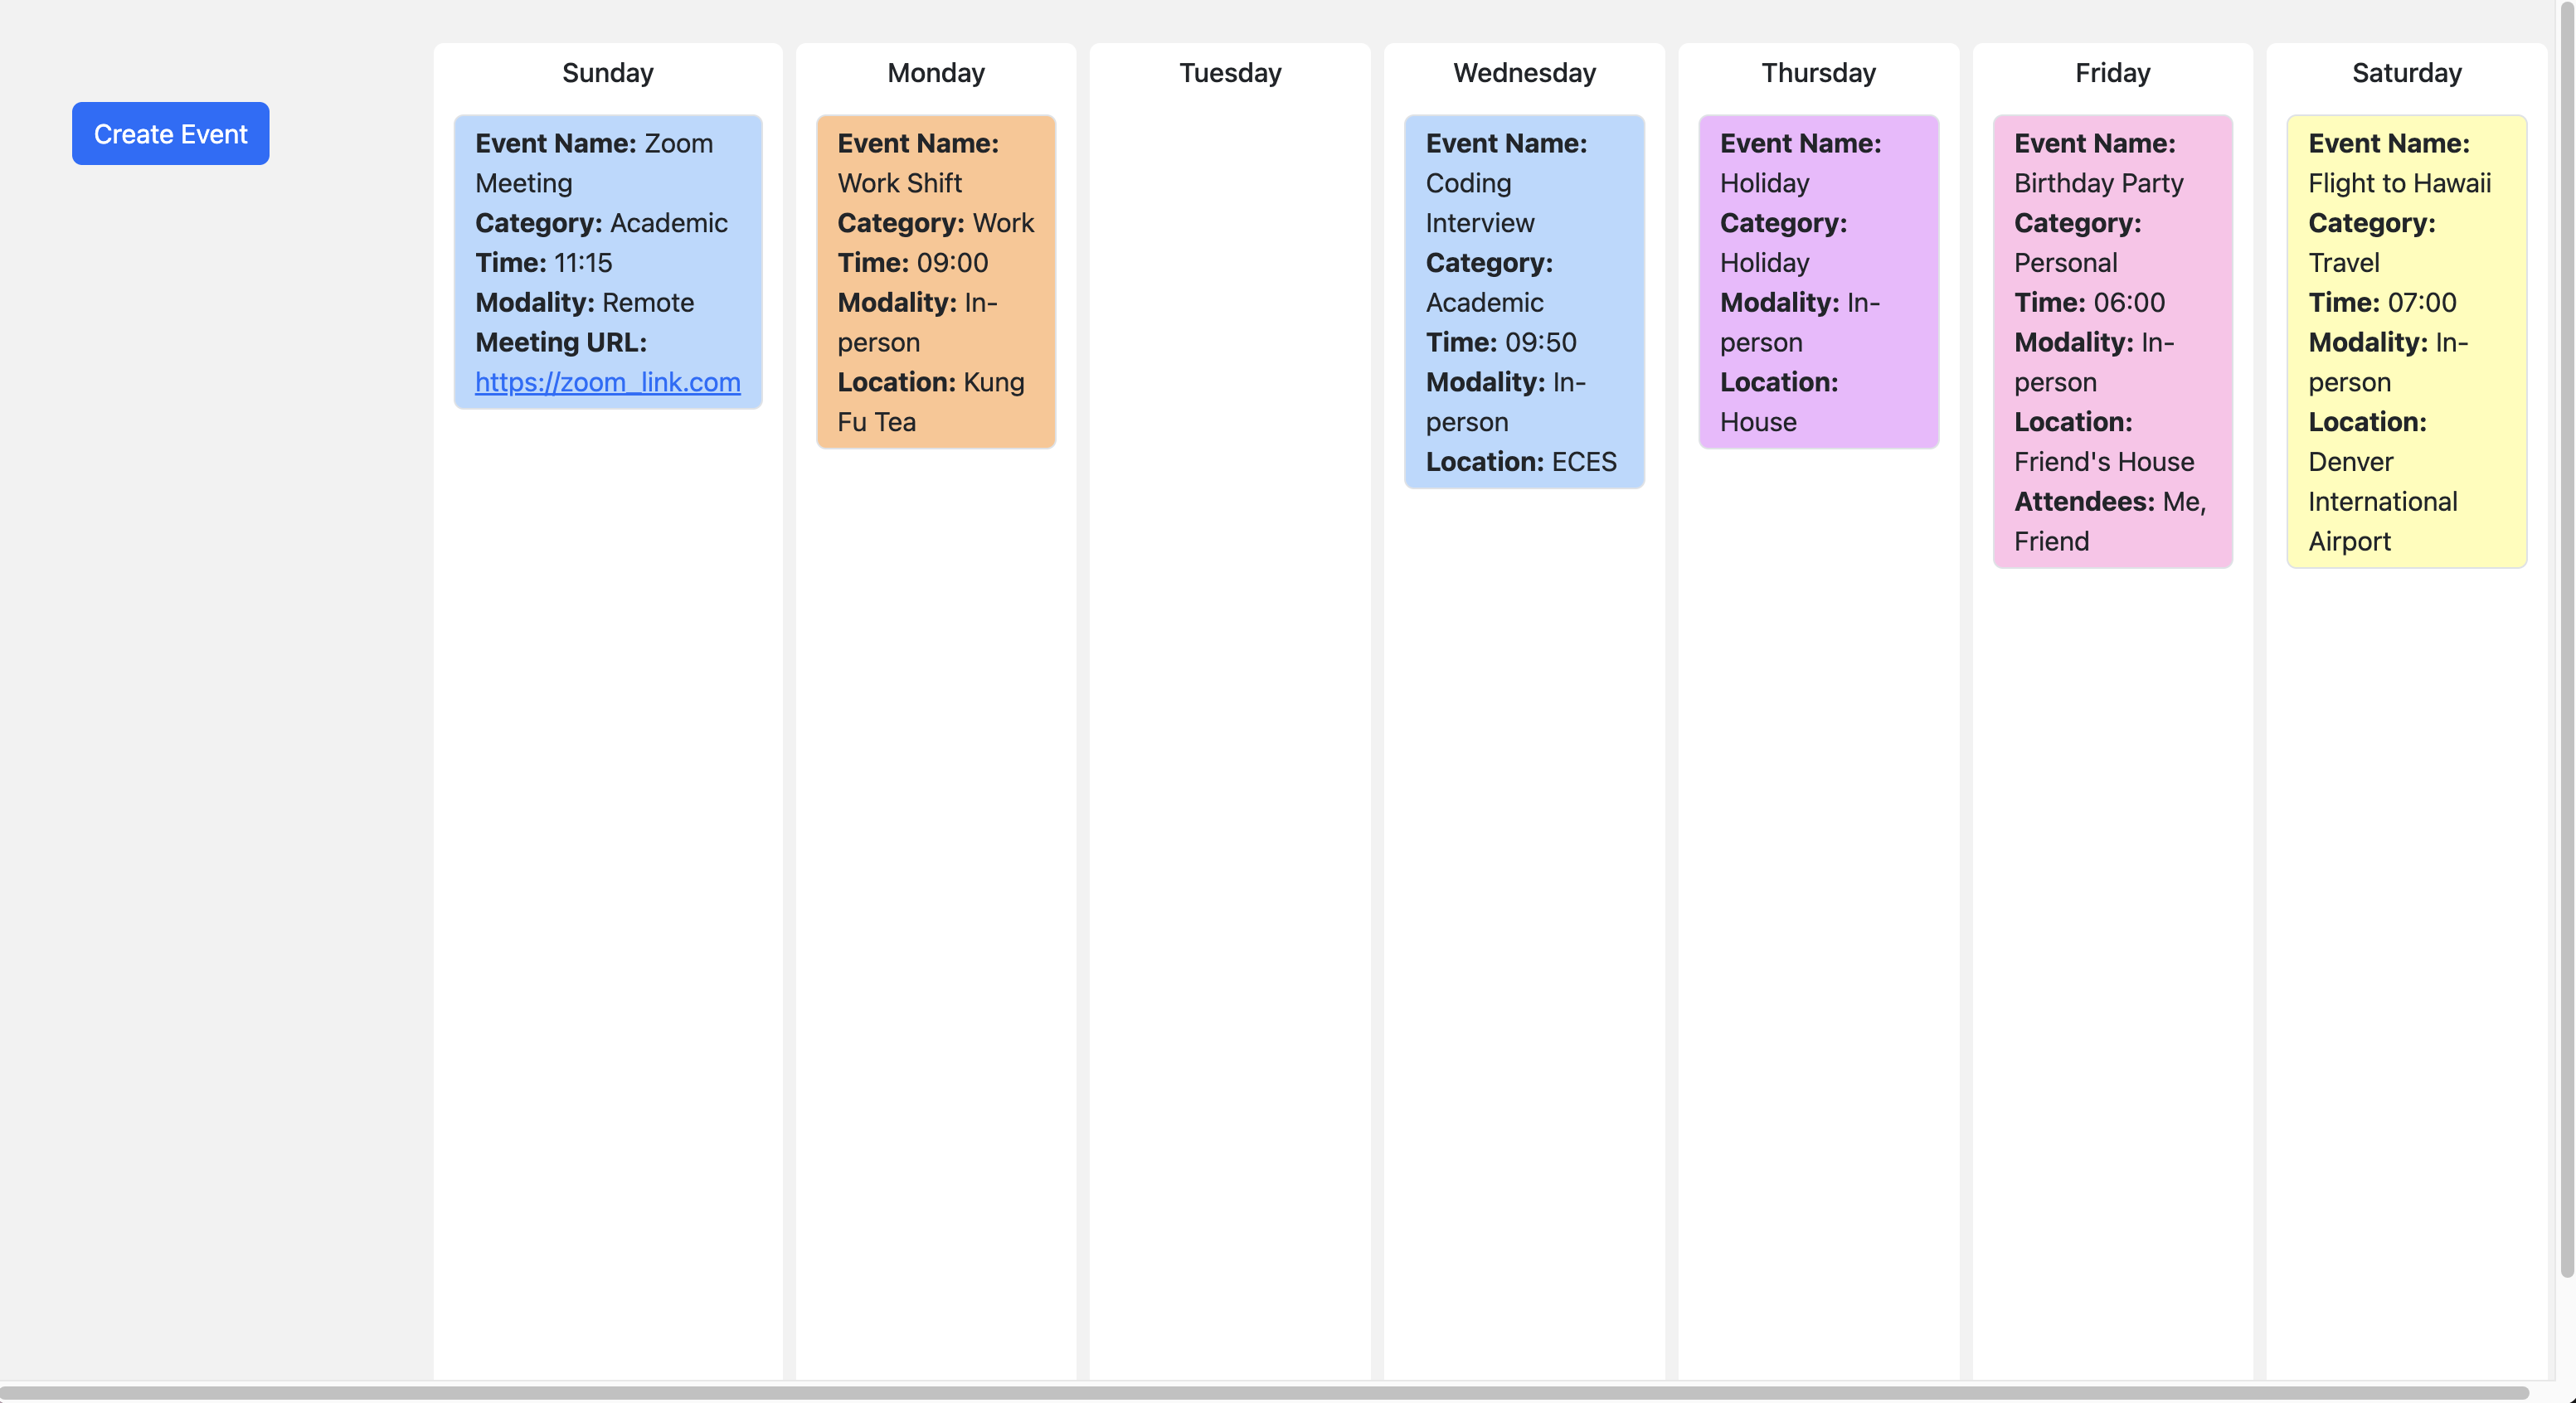 Create Event
Sunday
Event Name: Zoom
Meeting
Category: Academic
Time: 11:15
Modality: Remote
Meeting URL:
https://zoom_link.com
Monday
Event Name:
Work Shift
Category: Work
Time: 09:00
Modality: In-
person
Location: Kung
Fu Tea
Tuesday
Wednesday
Event Name:
Coding
Interview
Category:
Academic
Time: 09:50
Modality: In-
person
Location: ECES
Thursday
Event Name:
Holiday
Category:
Holiday
Modality: In-
person
Location:
House
Friday
Event Name:
Birthday Party
Category:
Personal
Time: 06:00
Modality: In-
person
Location:
Friend's House
Attendees: Me,
Friend
Saturday
Event Name:
Flight to Hawaii
Category:
Travel
Time: 07:00
Modality: In-
person
Location:
Denver
International
Airport